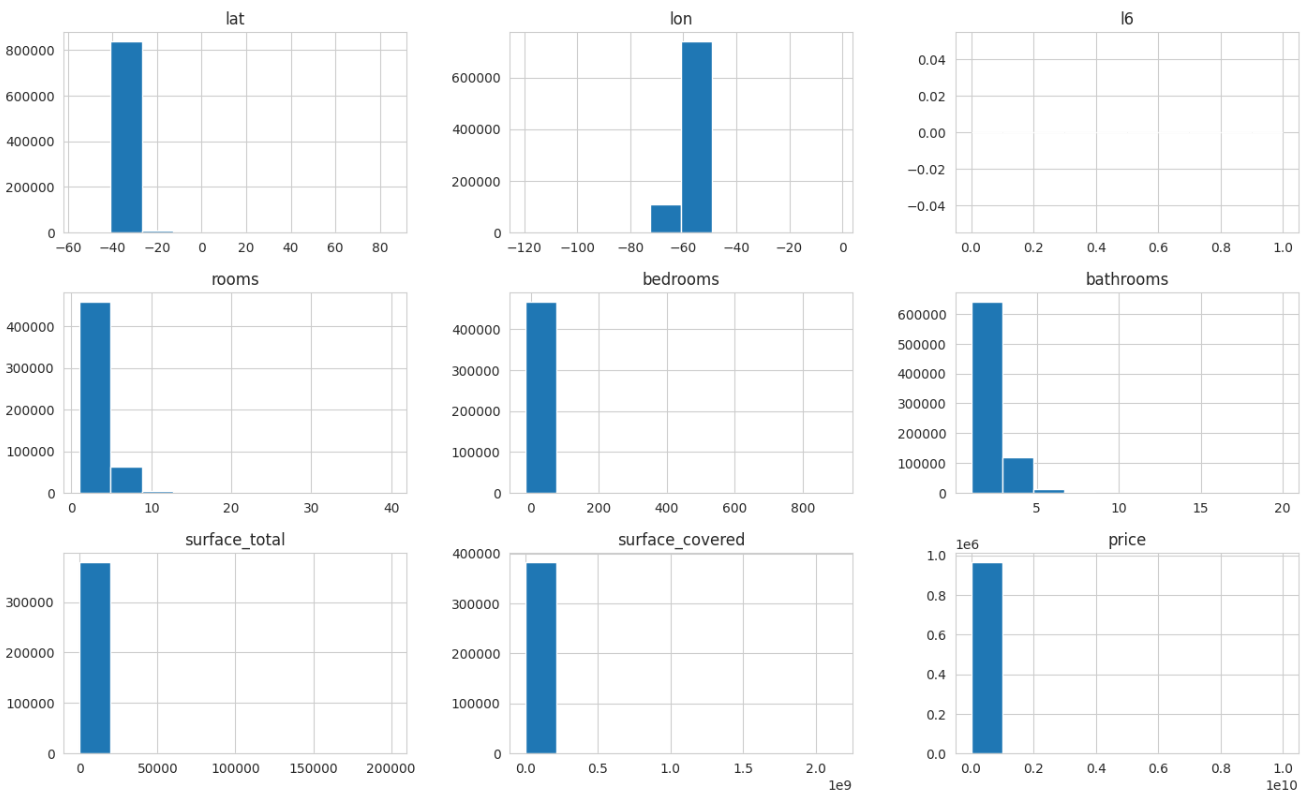 lat
800000
600000
400000
200000
0
−60 −40 −20 0 20 40 60 80
lon
600000
400000
200000
0
−120 −100 −80 −60 −40 −20 0
l6
0.04
0.02
0.00
−0.02
−0.04
0.0 0.2 0.4 0.6 0.8 1.0
rooms
400000
300000
200000
100000
0
0 10 20 30 40
bedrooms
400000
300000
200000
100000
0
0 200 400 600 800
bathrooms
600000
500000
400000
300000
200000
100000
0
5 10 15 20
surface_total
300000
200000
100000
0
0 50000 100000 150000 200000
surface_covered
400000
300000
200000
100000
0
0.0 0.5 1.0 1.5 2.0
1e9
price
1e6
1.0
0.8
0.6
0.4
0.2
0.0
0.0 0.2 0.4 0.6 0.8 1.0
1e10